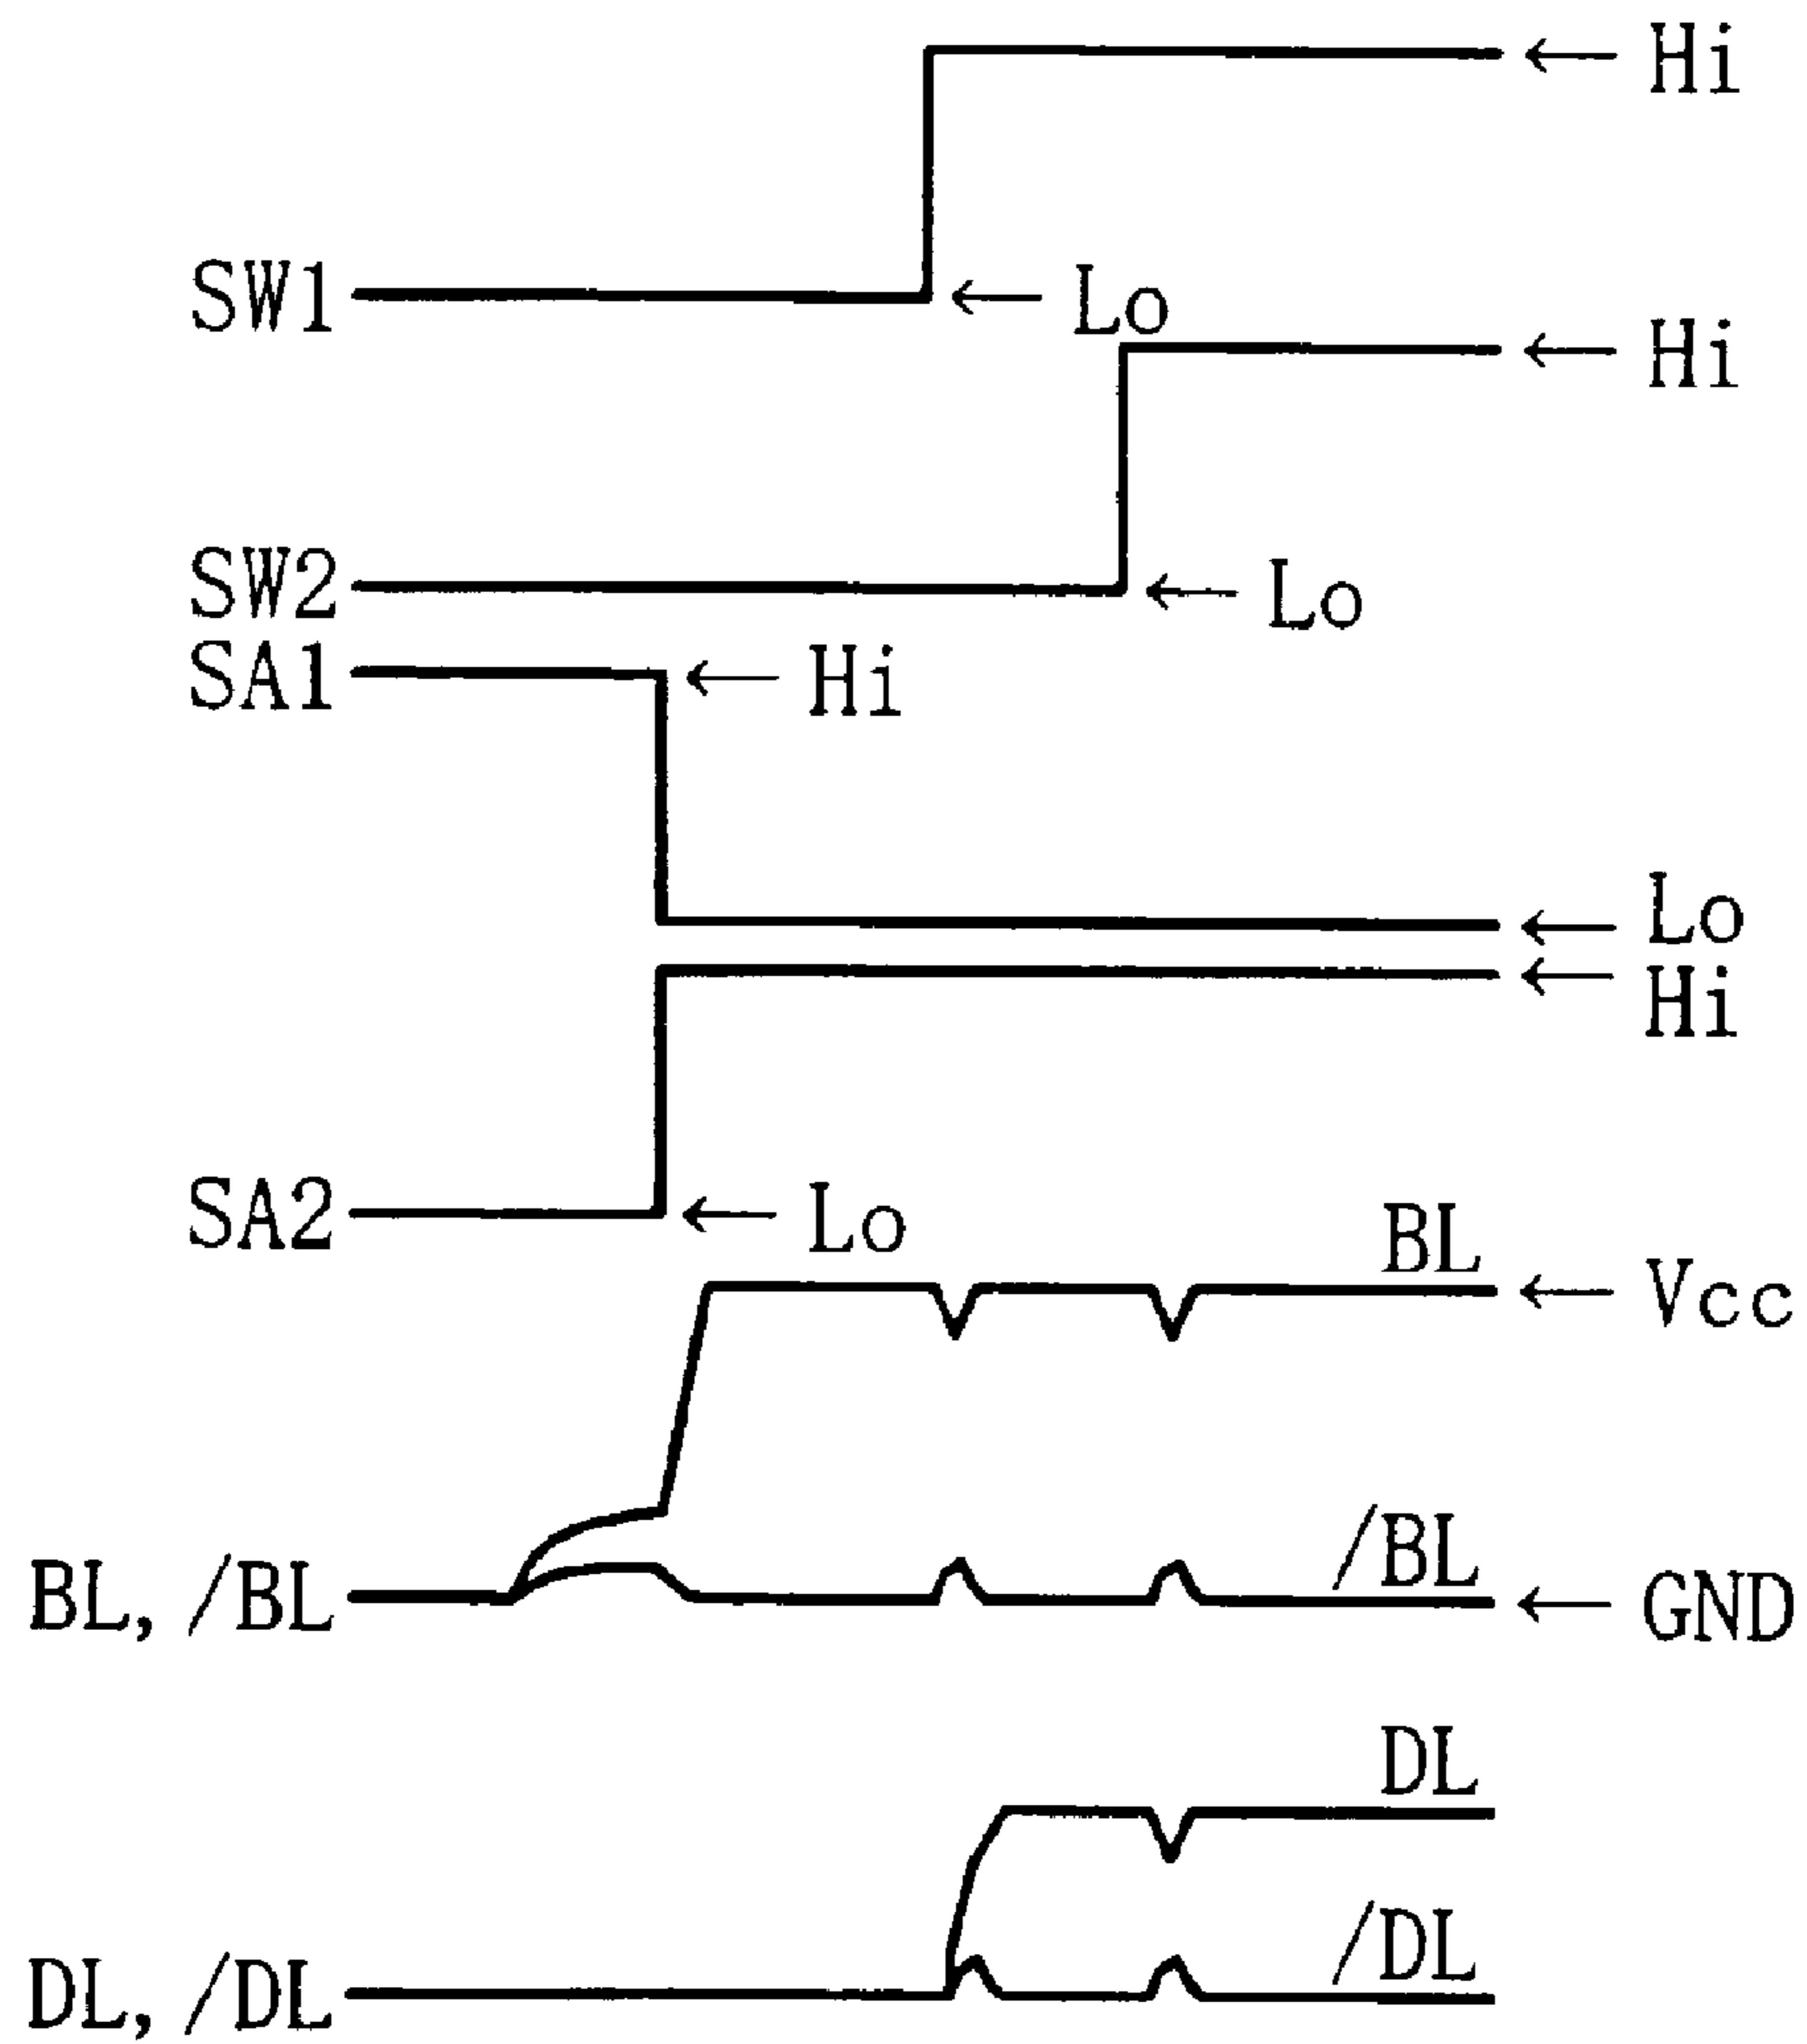 Hi
SW1
Lo
Hi
SW2
Lo
SA1
Hi
Lo
Hi
SA2
Lo
BL
Vcc
/BL
BL, /BL
GND
DL
/DL
DL, /DL